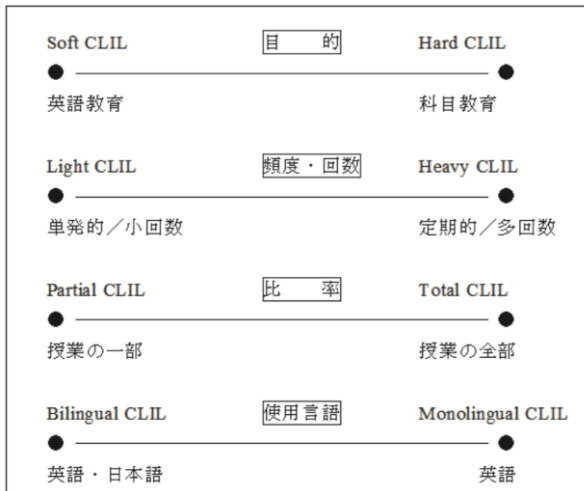 Soft CLIL 目 的 Hard CLIL
英語教育 科目教育
Light CLIL 頻度・回数 Heavy CLIL
単発的／小回数 定期的／多回数
Partial CLIL 比 率 Total CLIL
授業の一部 授業の全部
Bilingual CLIL 使用言語 Monolingual CLIL
英語・日本語 英語